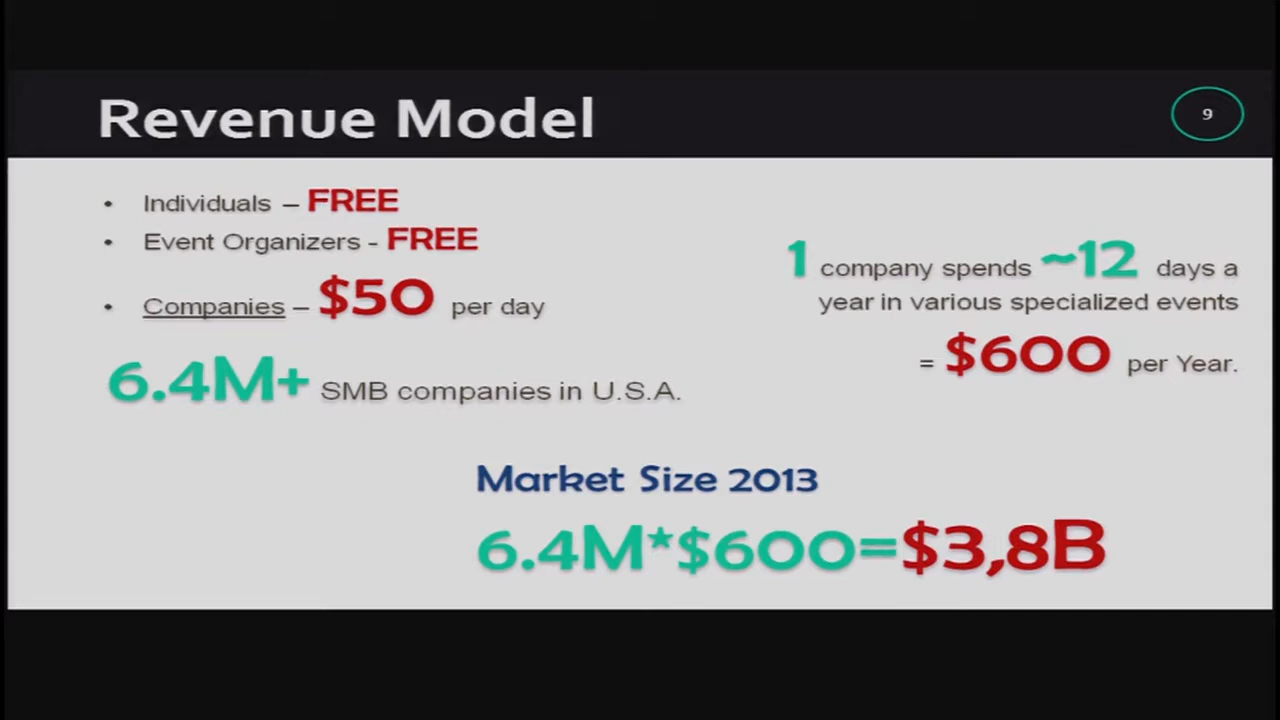 Revenue Model
9
• Individuals – FREE
• Event Organizers - FREE
• Companies – $50 per day
6.4M+ SMB companies in U.S.A.
1 company spends ~12 days a
year in various specialized events
= $600 per Year.
Market Size 2013
6.4M*$600=$3,8B